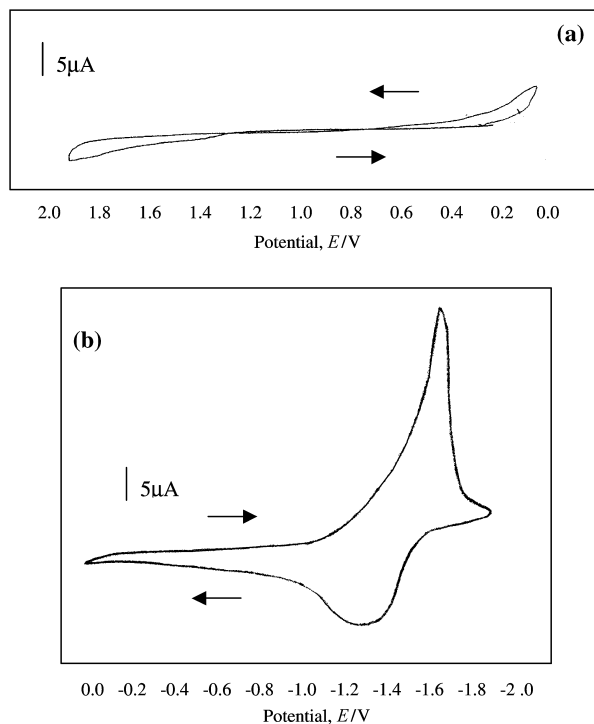 (a)
5μA
2.0 1.8 1.6 1.4 1.2 1.0 0.8 0.6 0.4 0.2 0.0
Potential, E/V
(b)
5μA
0.0 -0.2 -0.4 -0.6 -0.8 -1.0 -1.2 -1.4 -1.6 -1.8 -2.0
Potential, E/V